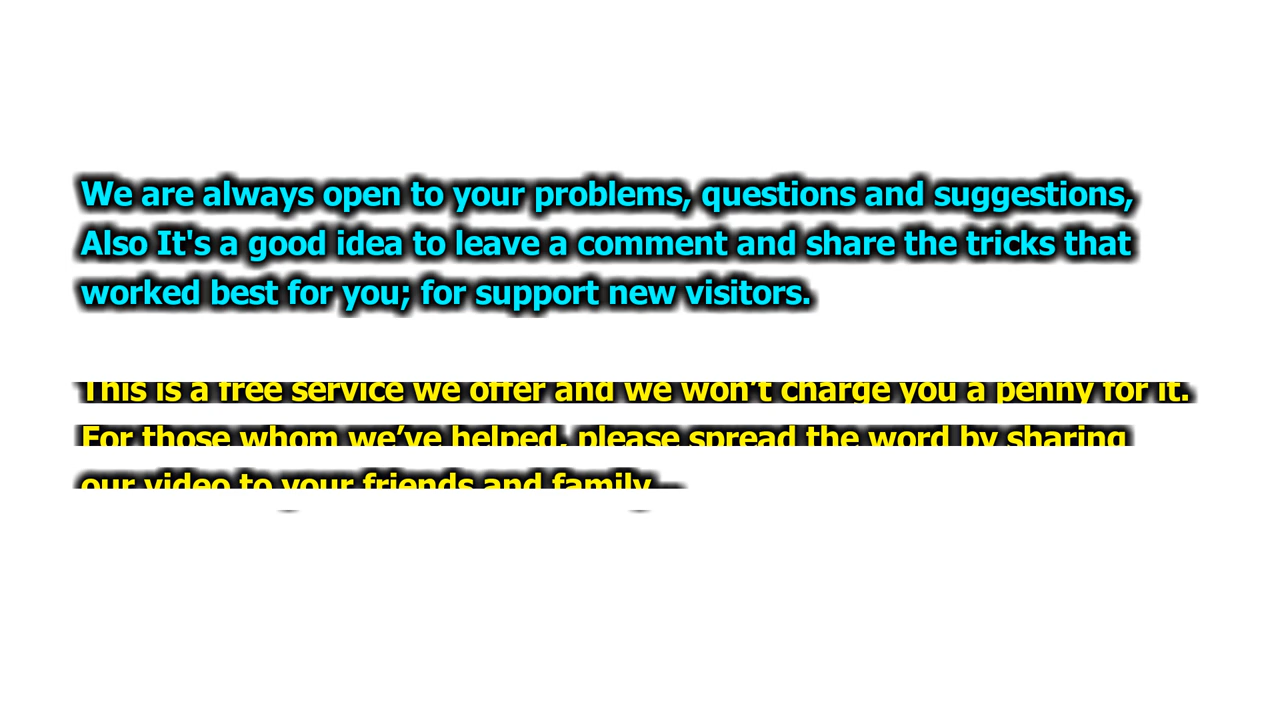 We are always open to your problems, questions and suggestions,
Also It's a good idea to leave a comment and share the tricks that
worked best for you; for support new visitors.
This is a free service we offer and we won’t charge you a penny for it.
For those whom we’ve helped, please spread the word by sharing
our video to your friends and family